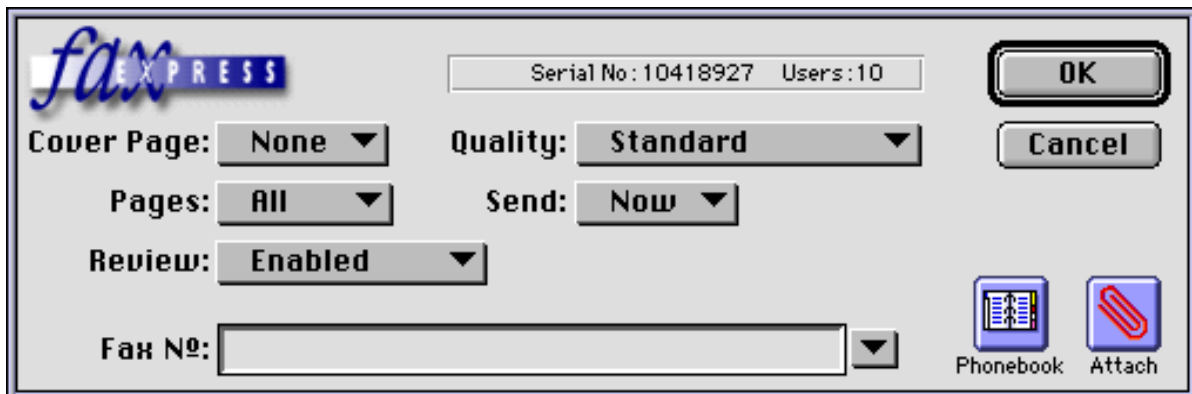 fax EXPRESS
Serial No:10418927 Users:10
OK
Cover Page: None Quality: Standard
Cancel
Pages: All Send: Now
Review: Enabled
Fax Nº:
Phonebook Attach